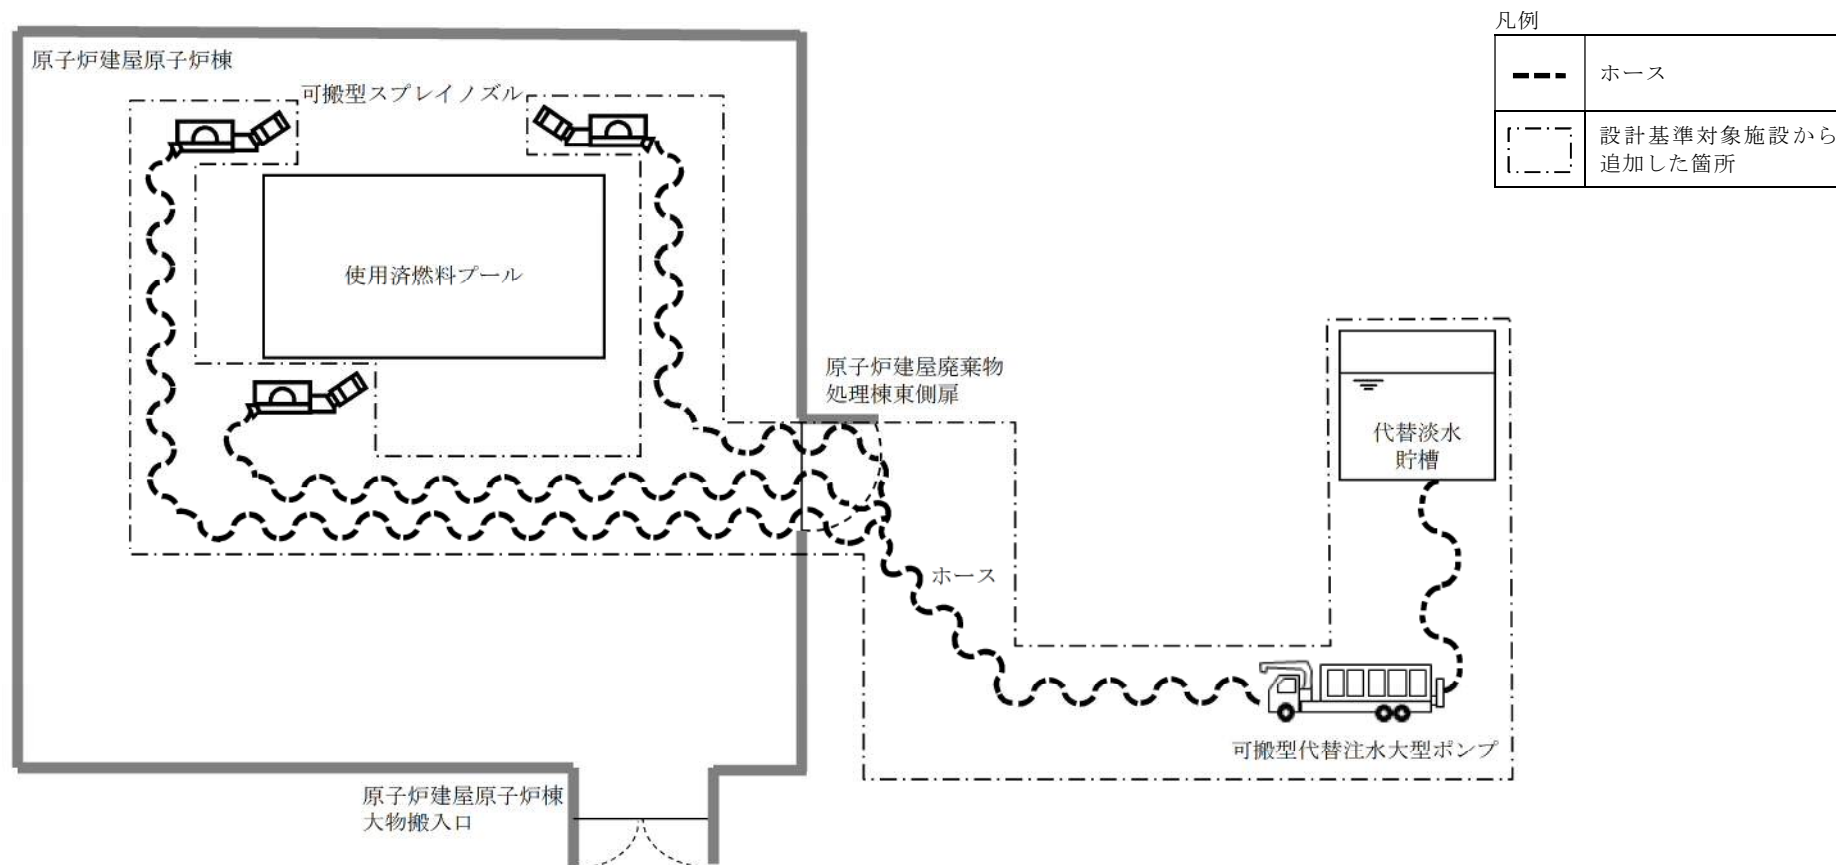 凡例
ホース
設計基準対象施設から
追加した箇所
原子炉建屋原子炉棟
可搬型スプレイノズル
使用済燃料プール
原子炉建屋廃棄物
処理棟東側扉
代替淡水
貯槽
ホース
可搬型代替注水大型ポンプ
原子炉建屋原子炉棟
大物搬入口